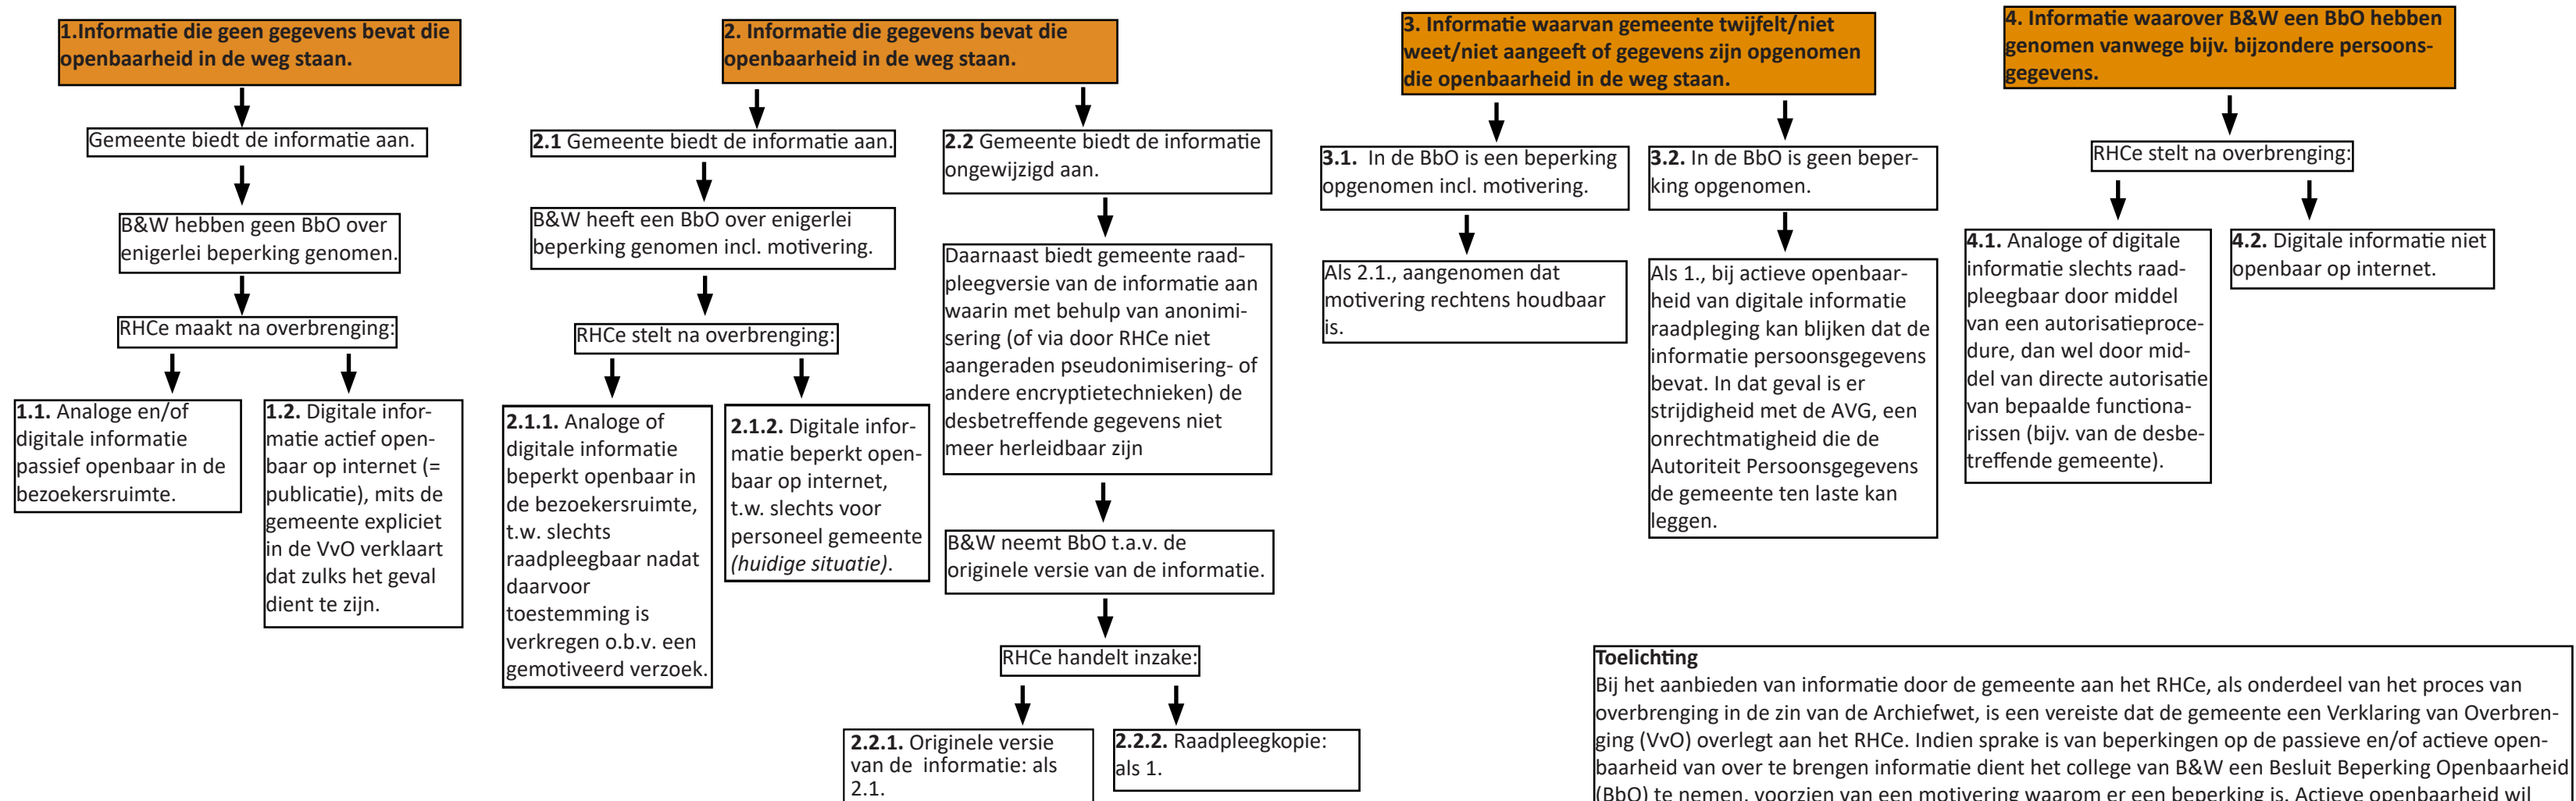 1.Informatie die geen gegevens bevat die
openbaarheid in de weg staan.
Gemeente biedt de informatie aan.
B&W hebben geen BbO over
enigerlei beperking genomen.
RHCe maakt na overbrenging:
1.1. Analoge en/of
digitale informatie
passief openbaar in de
bezoekersruimte.
1.2. Digitale infor-
matie actief open-
baar op internet (=
publicatie), mits de
gemeente expliciet
in de VvO verklaart
dat zulks het geval
dient te zijn.
2. Informatie die gegevens bevat die
openbaarheid in de weg staan.
2.1 Gemeente biedt de informatie aan.
B&W heeft een BbO over enigerlei
beperking genomen incl. motivering.
RHCe stelt na overbrenging:
2.1.1. Analoge of
digitale informatie
beperkt openbaar in
de bezoekersruimte,
t.w. slechts
raadpleegbaar nadat
daarvoor
toestemming is
verkregen o.b.v. een
gemotiveerd verzoek.
2.1.2. Digitale infor-
matie beperkt open-
baar op internet,
t.w. slechts voor
personeel gemeente
(huidige situatie).
2.2 Gemeente biedt de informatie
ongewijzigd aan.
Daarnaast biedt gemeente raad-
pleegversie van de informatie aan
waarin met behulp van anonimi-
sering (of via door RHCe niet
aangeraden pseudonimisering- of
andere encryptietechnieken) de
desbetreffende gegevens niet
meer herleidbaar zijn
B&W neemt BbO t.a.v. de
originele versie van de informatie.
RHCe handelt inzake:
2.2.1. Originele versie
van de  informatie: als
2.1.
2.2.2. Raadpleegkopie:
als 1.
3. Informatie waarvan gemeente twijfelt/niet
weet/niet aangeeft of gegevens zijn opgenomen
die openbaarheid in de weg staan.
3.1.  In de BbO is een beperking
opgenomen incl. motivering.
Als 2.1., aangenomen dat
motivering rechtens houdbaar
is.
3.2. In de BbO is geen beper-
king opgenomen.
Als 1., bij actieve openbaar-
heid van digitale informatie
raadpleging kan blijken dat de
informatie persoonsgegevens
bevat. In dat geval is er
strijdigheid met de AVG, een
onrechtmatigheid die de
Autoriteit Persoonsgegevens
de gemeente ten laste kan
leggen.
4. Informatie waarover B&W een BbO hebben
genomen vanwege bijv. bijzondere persoons-
gegevens.
RHCe stelt na overbrenging:
4.1. Analoge of digitale
informatie slechts raad-
pleegbaar door middel
van een autorisatieproce-
dure, dan wel door mid-
del van directe autorisatie
van bepaalde functiona-
rissen (bijv. van de desbe-
treffende gemeente).
4.2. Digitale informatie niet
openbaar op internet.
Toelichting
Bij het aanbieden van informatie door de gemeente aan het RHCe, als onderdeel van het proces van
overbrenging in de zin van de Archiefwet, is een vereiste dat de gemeente een Verklaring van Overbren-
ging (VvO) overlegt aan het RHCe. Indien sprake is van beperkingen op de passieve en/of actieve open-
baarheid van over te brengen informatie dient het college van B&W een Besluit Beperking Openbaarheid
(BbO) te nemen, voorzien van een motivering waarom er een beperking is. Actieve openbaarheid wil